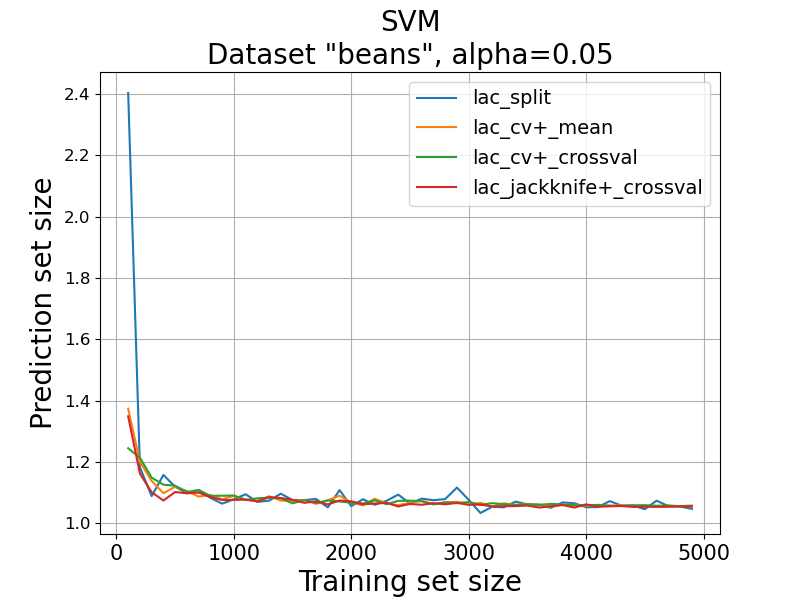 SVM
Dataset "beans", alpha=0.05
lac_split
lac_cv+_mean
lac_cv+_crossval
lac_jackknife+_crossval
Prediction set size
2.4
2.2
2.0
1.8
1.6
1.4
1.2
1.0
0 1000 2000 3000 4000 5000
Training set size